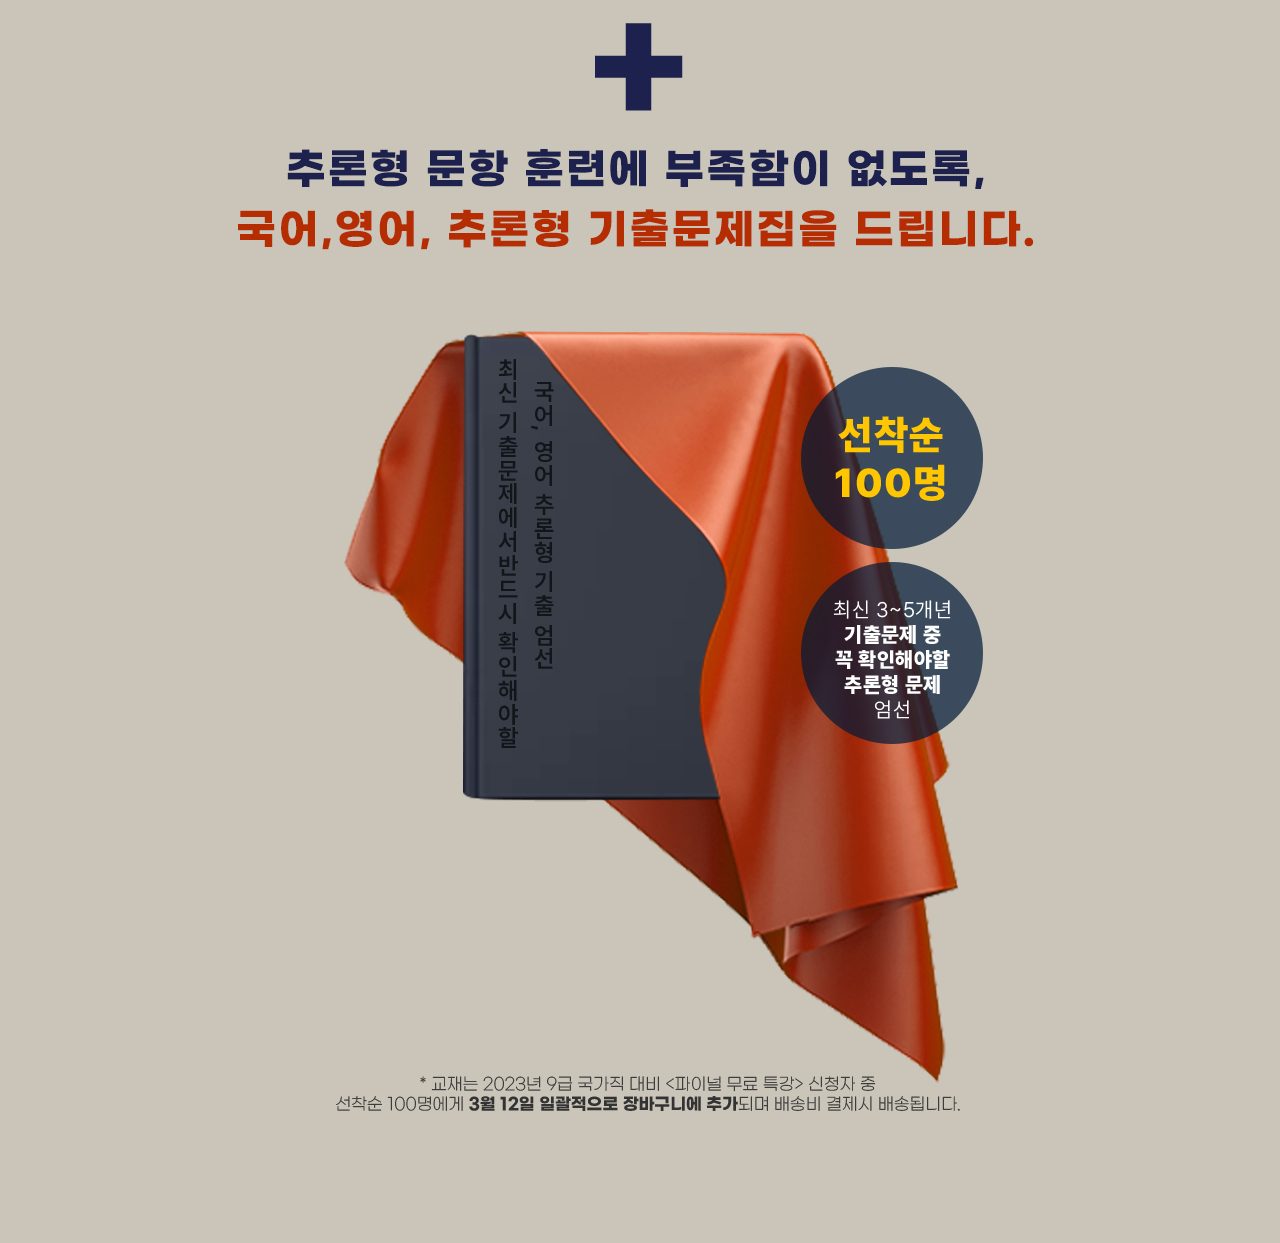 추론형 문항 훈련에 부족함이 없도록,
국어,영어, 추론형 기출문제집을 드립니다.
국어, 영어 추론형 기출 엄선
최신 기출문제에서반드시 확인해야할
선착순
100명
최신 3~5개년
기출문제 중
꼭 확인해야할
추론형 문제
엄선
* 교재는 2023년 9급 국가직 대비 <파이널 무료 특강> 신청자 중
선착순 100명에게 3월 12일 일괄적으로 장바구니에 추가되며 배송비 결제시 배송됩니다.